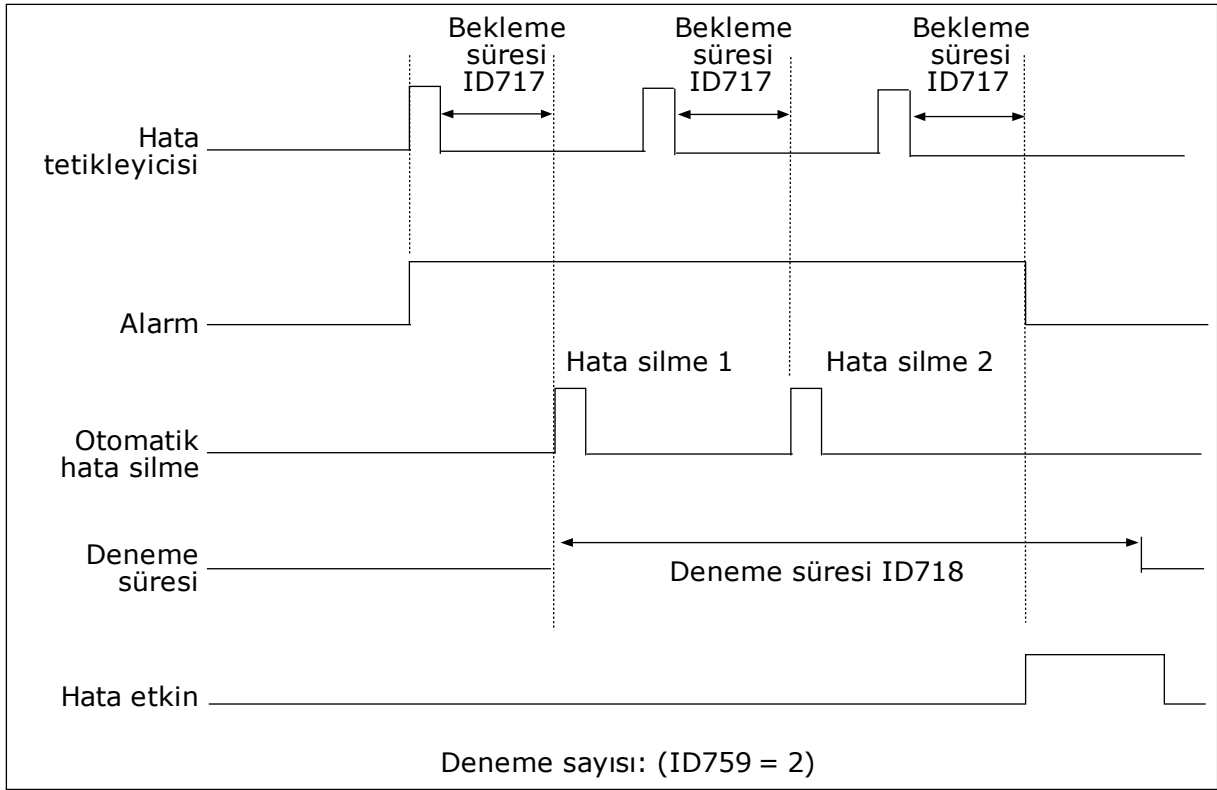 Bekleme
süresi
ID717
Bekleme
süresi
ID717
Bekleme
süresi
ID717
Hata
tetikleyicisi
Alarm
Hata silme 1
Hata silme 2
Otomatik
hata silme
Deneme
süresi
Deneme süresi ID718
Hata etkin
Deneme sayısı: (ID759 = 2)